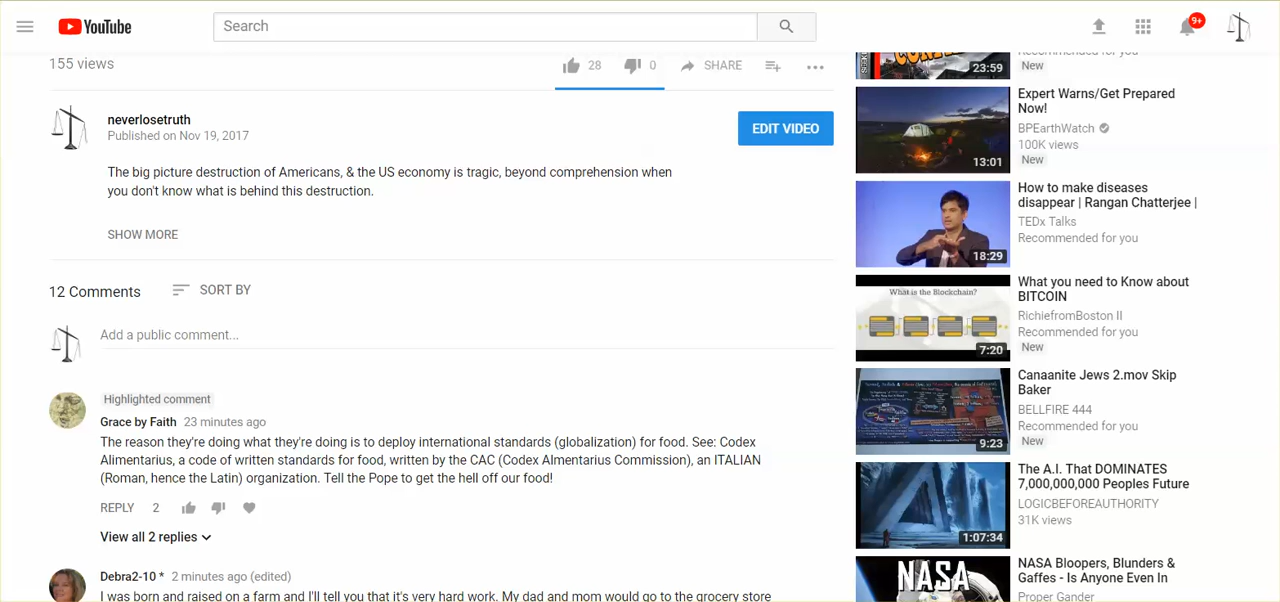 YouTube
Search
9+
155 views
28
0
SHARE
neverlosetruth
Published on Nov 19, 2017
EDIT VIDEO
The big picture destruction of Americans, & the US economy is tragic, beyond comprehension when
you don't know what is behind this destruction.
SHOW MORE
12 Comments
SORT BY
Add a public comment...
Highlighted comment
Grace by Faith 23 minutes ago
The reason they're doing what they're doing is to deploy international standards (globalization) for food. See: Codex
Alimentarius, a code of written standards for food, written by the CAC (Codex Almentarius Commission), an ITALIAN
(Roman, hence the Latin) organization. Tell the Pope to get the hell off our food!
REPLY 2
View all 2 replies
Debra2-10 * 2 minutes ago (edited)
I was born and raised on a farm and I'll tell you that it's very hard work. My dad and mom would go to the grocery store
23:59
Recommended for you
New
Expert Warns/Get Prepared
Now!
BPEarthWatch
100K views
New
13:01
How to make diseases
disappear | Rangan Chatterjee |
TEDx Talks
Recommended for you
18:29
What is the Blockchain?
7:20
What you need to Know about
BITCOIN
RichiefromBoston II
Recommended for you
New
9:23
Canaanite Jews 2.mov Skip
Baker
BELLFIRE 444
Recommended for you
New
1:07:34
The A.I. That DOMINATES
7,000,000,000 Peoples Future
LOGICBEFOREAUTHORITY
31K views
NASA
NASA Bloopers, Blunders &
Gaffes - Is Anyone Even In
Proper Gander